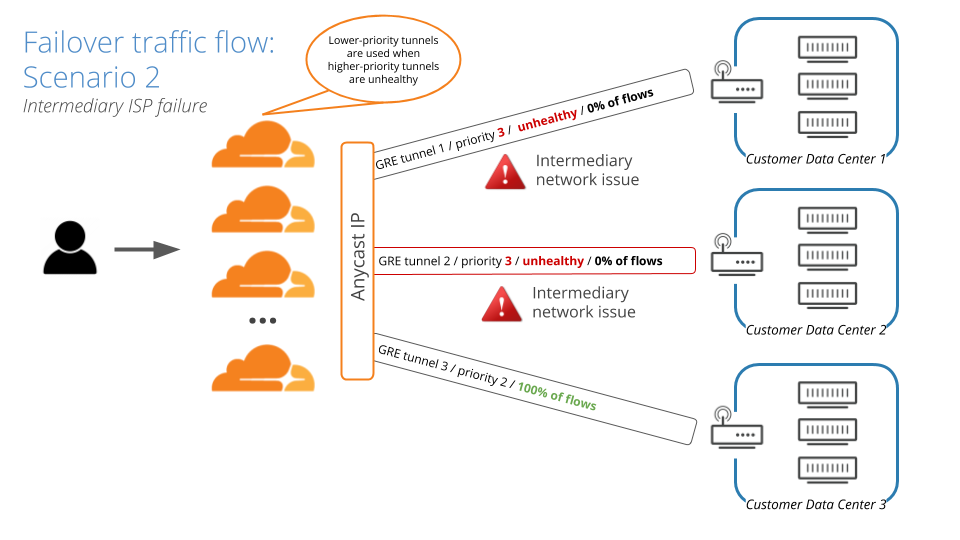 Failover traffic flow:
Scenario 2
Intermediary ISP failure
Lower-priority tunnels
are used when
higher-priority tunnels
are unhealthy
Anycast IP
GRE tunnel 1 / priority 3 / unhealthy / 0% of flows
Intermediary
network issue
Customer Data Center 1
GRE tunnel 2 / priority 3 / unhealthy / 0% of flows
Intermediary
network issue
Customer Data Center 2
GRE tunnel 3 / priority 2 / 100% of flows
Customer Data Center 3